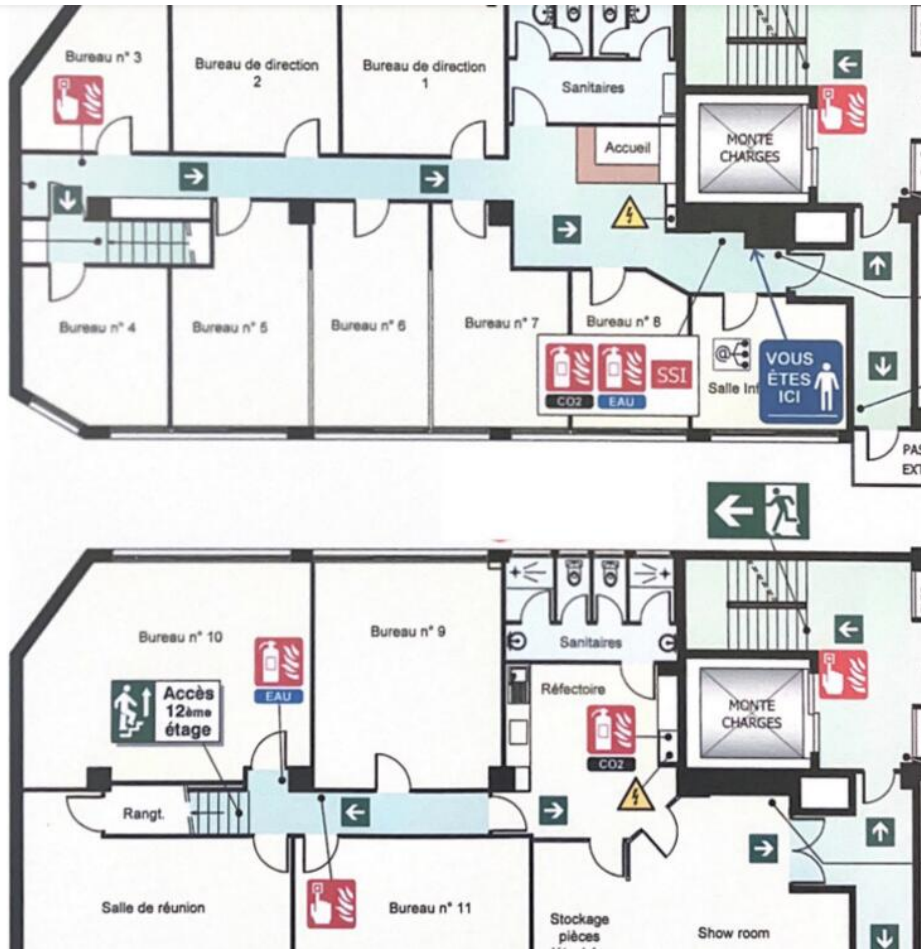 Bureau n° 3
Bureau de direction
2
Bureau de direction
1
Sanitaires
Accueil
MONTE
CHARGES
Bureau n° 4
Bureau n° 5
Bureau n° 6
Bureau n° 7
Bureau n° 8
CO2
EAU
SSI
@
Salle Inf
VOUS
ÊTES
ICI
PAS
EXT
Bureau n° 10
Bureau n° 9
Sanitaires
EAU
Accès
12ème
étage
Réfectoire
CO2
MONTE
CHARGES
Rangt.
Salle de réunion
Bureau n° 11
Stockage
pièces
Show room